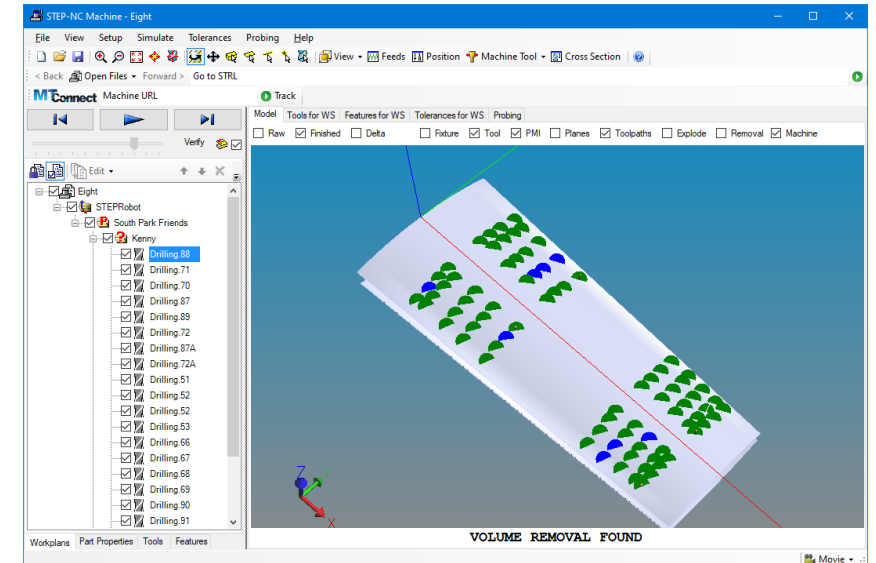 STEP-NC Machine - Eight
File View Setup Simulate Tolerances Probing Help
View Feeds Position Machine Tool Cross Section
< Back Open Files Forward > Go to STRL
MTConnect Machine URL Track
Verify
Edit
Eight
STEPRobot
South Park Friends
Kenny
Drilling.88
Drilling.71
Drilling.70
Drilling.87
Drilling.89
Drilling.72
Drilling.87A
Drilling.72A
Drilling.51
Drilling.52
Drilling.52
Drilling.53
Drilling.66
Drilling.67
Drilling.68
Drilling.69
Drilling.90
Drilling.91
Workplans Part Properties Tools Features
Model Tools for WS Features for WS Tolerances for WS Probing
Raw Finished Delta Fixture Tool PMI Planes Toolpaths Explode Removal Machine
Z
Y
X
VOLUME REMOVAL FOUND
Movie